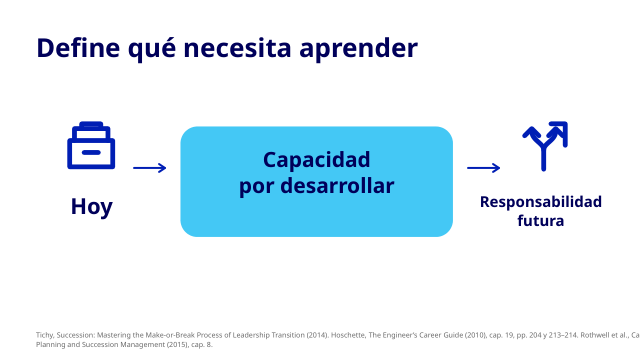 Define qué necesita aprender
Capacidad
por desarrollar
Hoy
Responsabilidad
futura
Tichy, Succession: Mastering the Make-or-Break Process of Leadership Transition (2014). Hoschette, The Engineer's Career Guide (2010), cap. 19, pp. 204 y 213–214. Rothwell et al., Ca
Planning and Succession Management (2015), cap. 8.